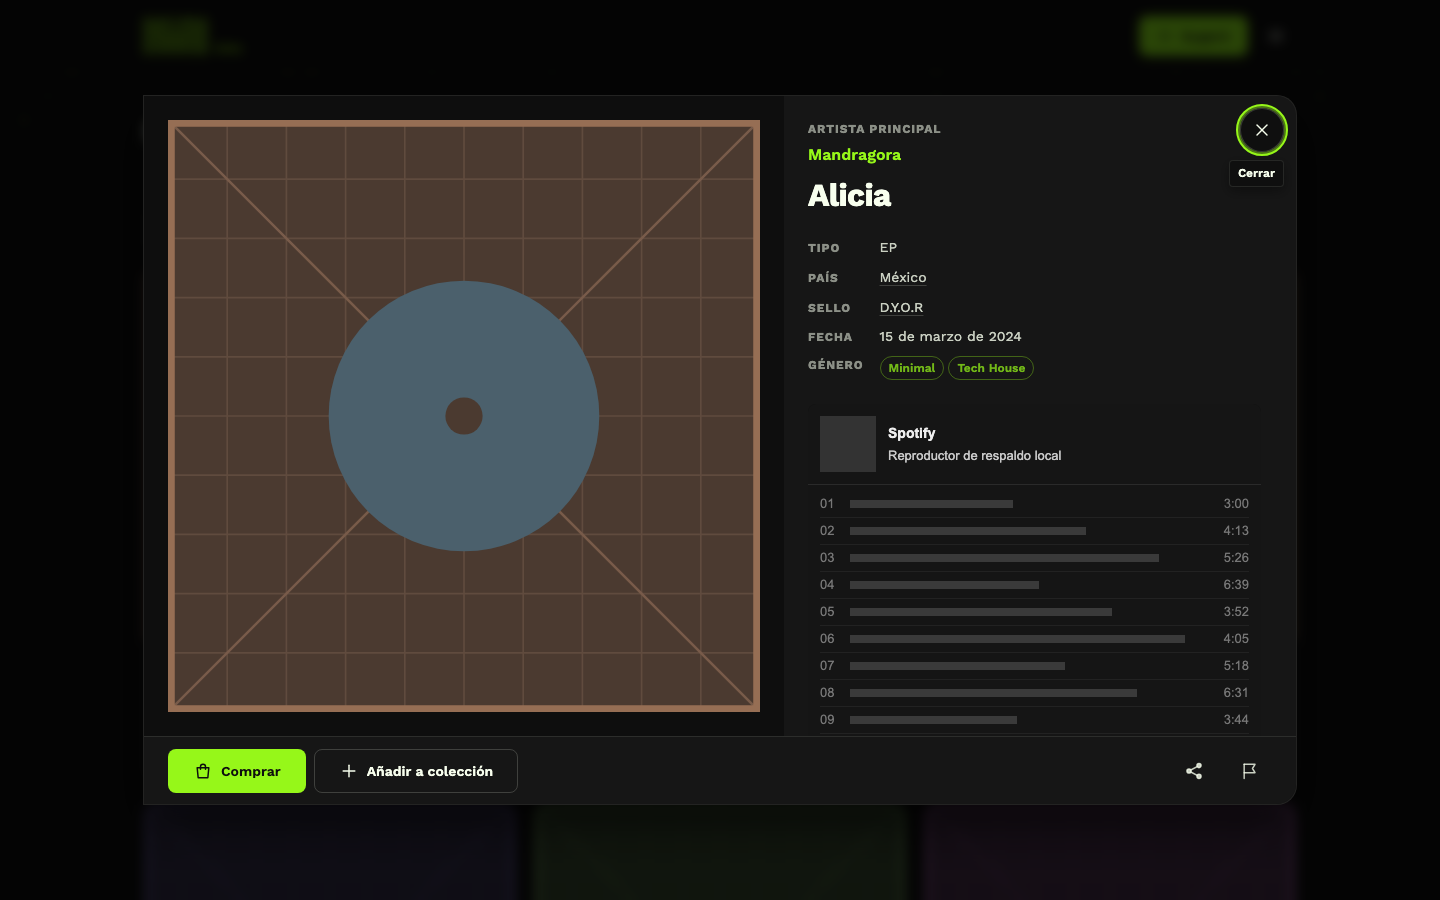 ARTISTA PRINCIPAL
Mandragora
Alicia
Cerrar
TIPO EP
PAÍS México
SELLO D.Y.O.R
FECHA 15 de marzo de 2024
GÉNERO Minimal Tech House
Spotify
Reproductor de respaldo local
01 3:00
02 4:13
03 5:26
04 6:39
05 3:52
06 4:05
07 5:18
08 6:31
09 3:44
Comprar Añadir a colección